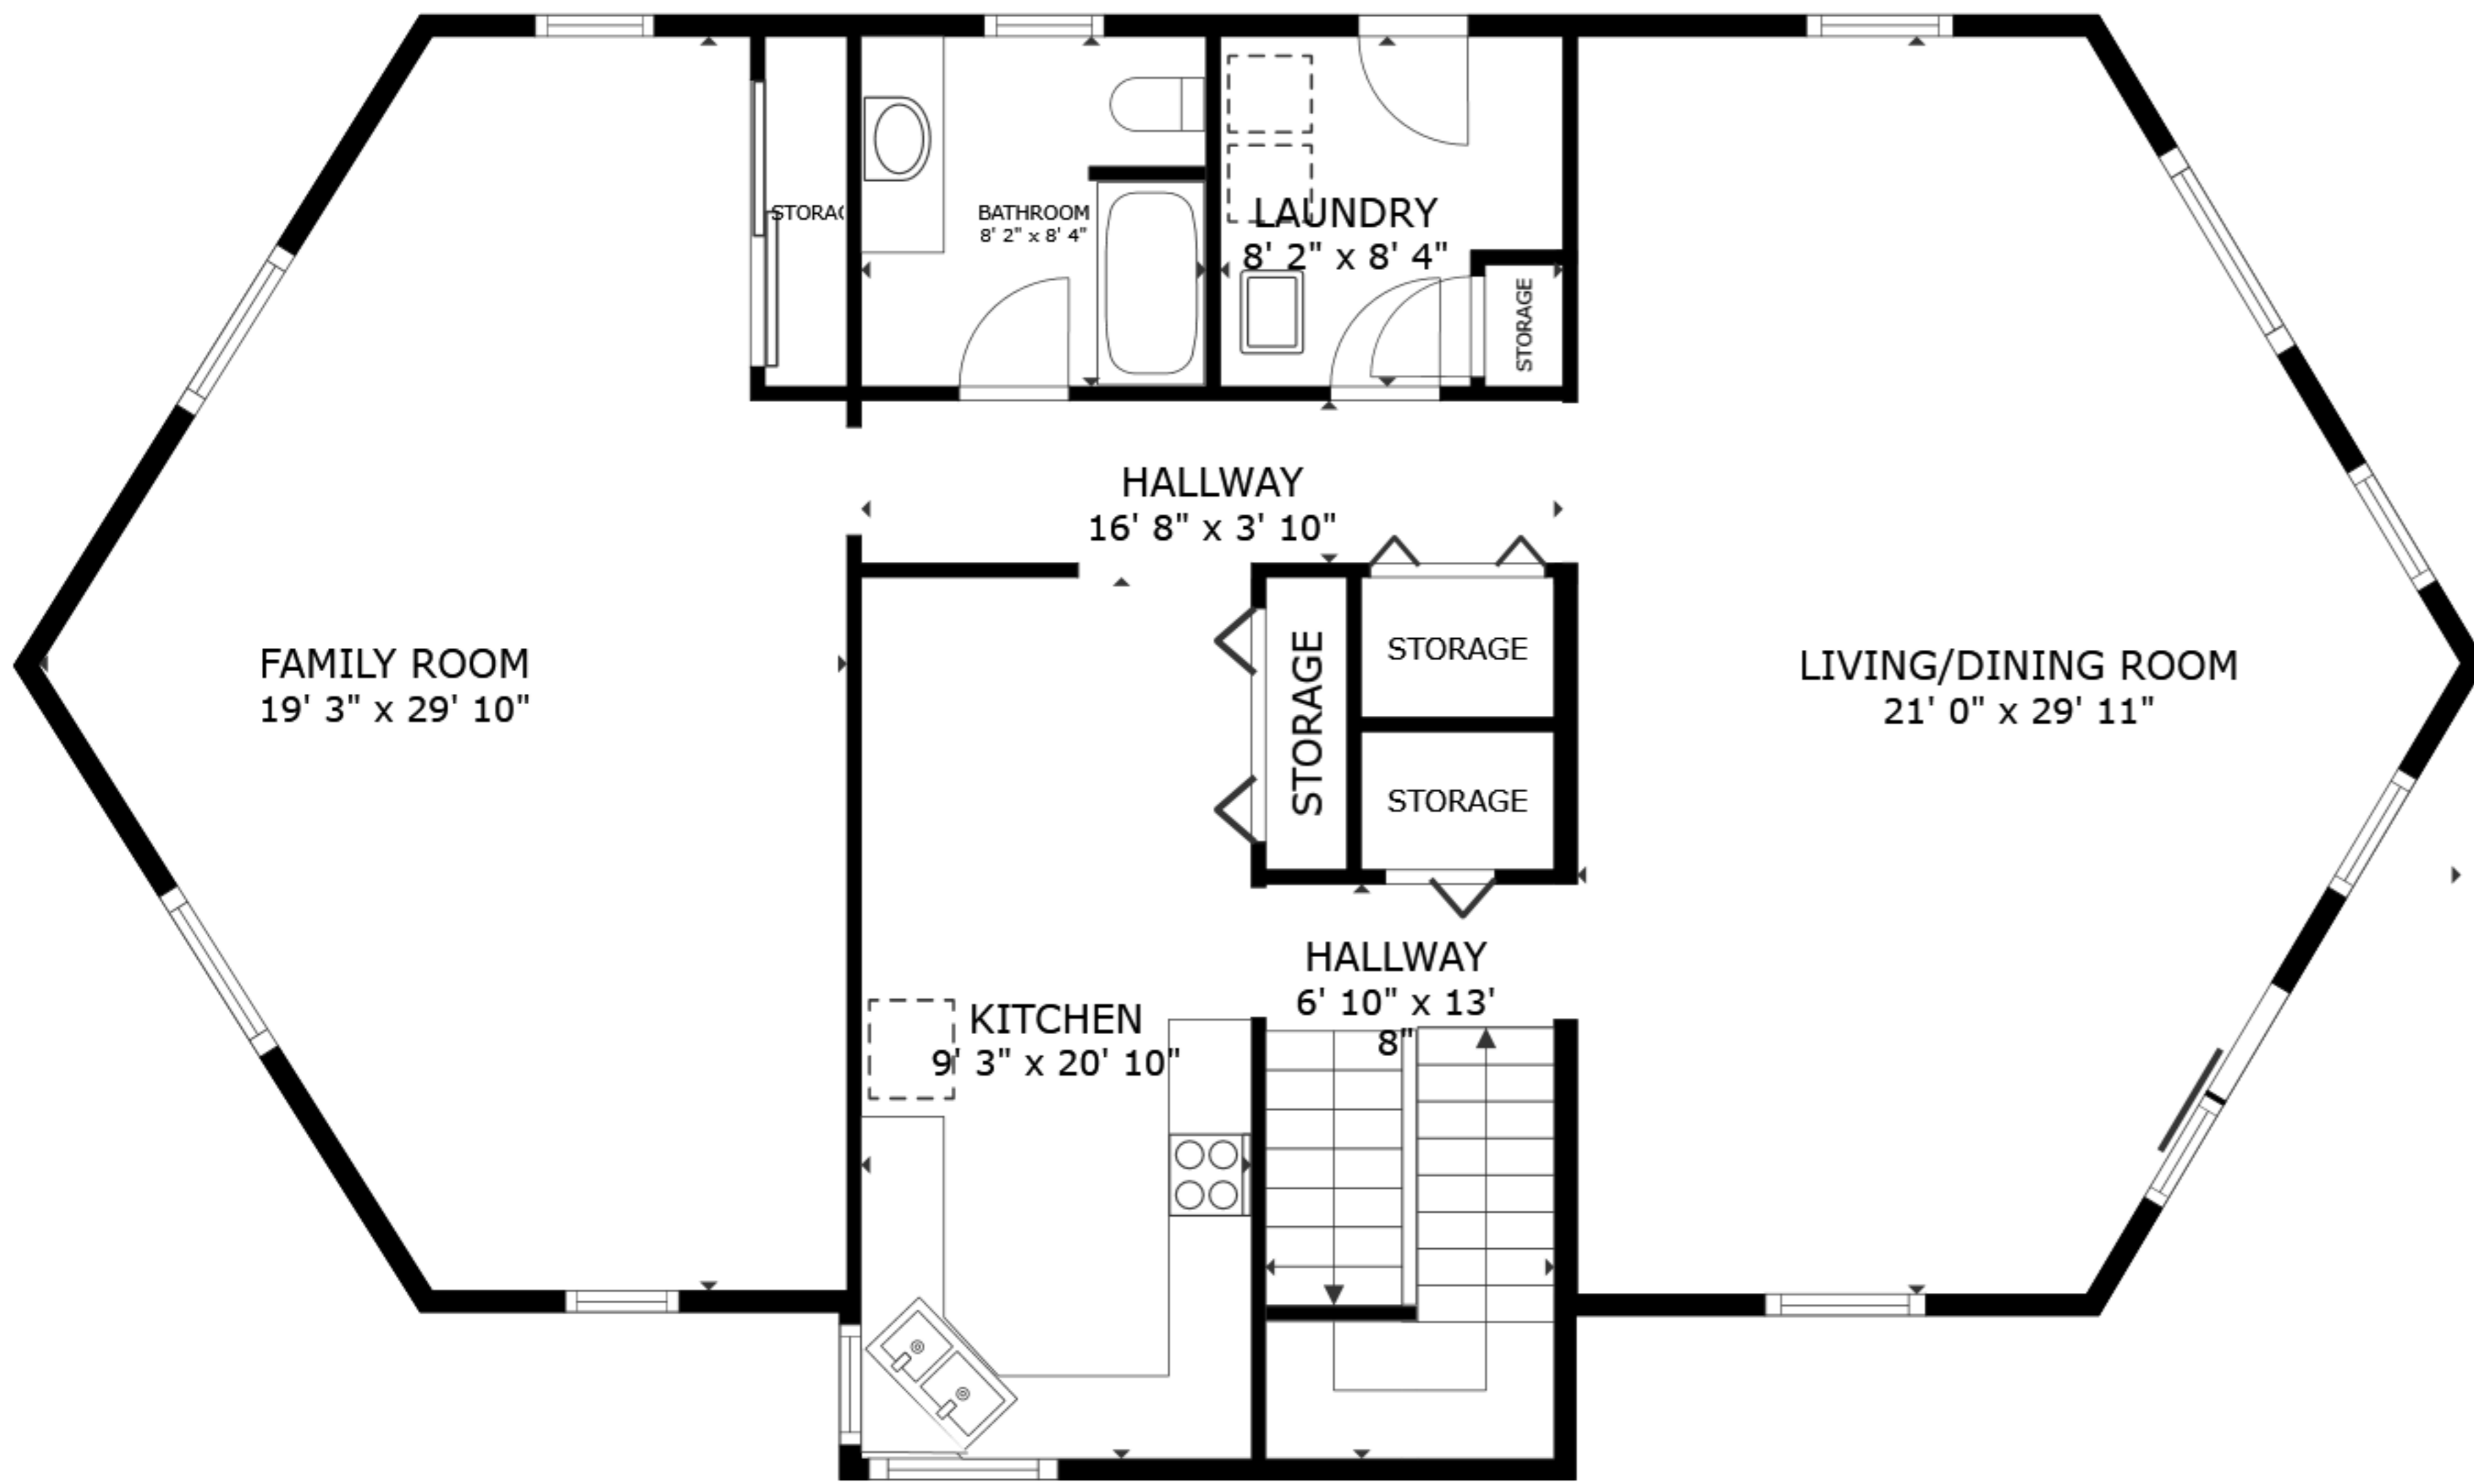 STORAG
BATHROOM
8' 2" x 8' 4"
LAUNDRY
8' 2" x 8' 4"
STORAGE
HALLWAY
16' 8" x 3' 10"
FAMILY ROOM
19' 3" x 29' 10"
STORAGE
STORAGE
STORAGE
LIVING/DINING ROOM
21' 0" x 29' 11"
HALLWAY
6' 10" x 13'
8"
KITCHEN
9' 3" x 20' 10"